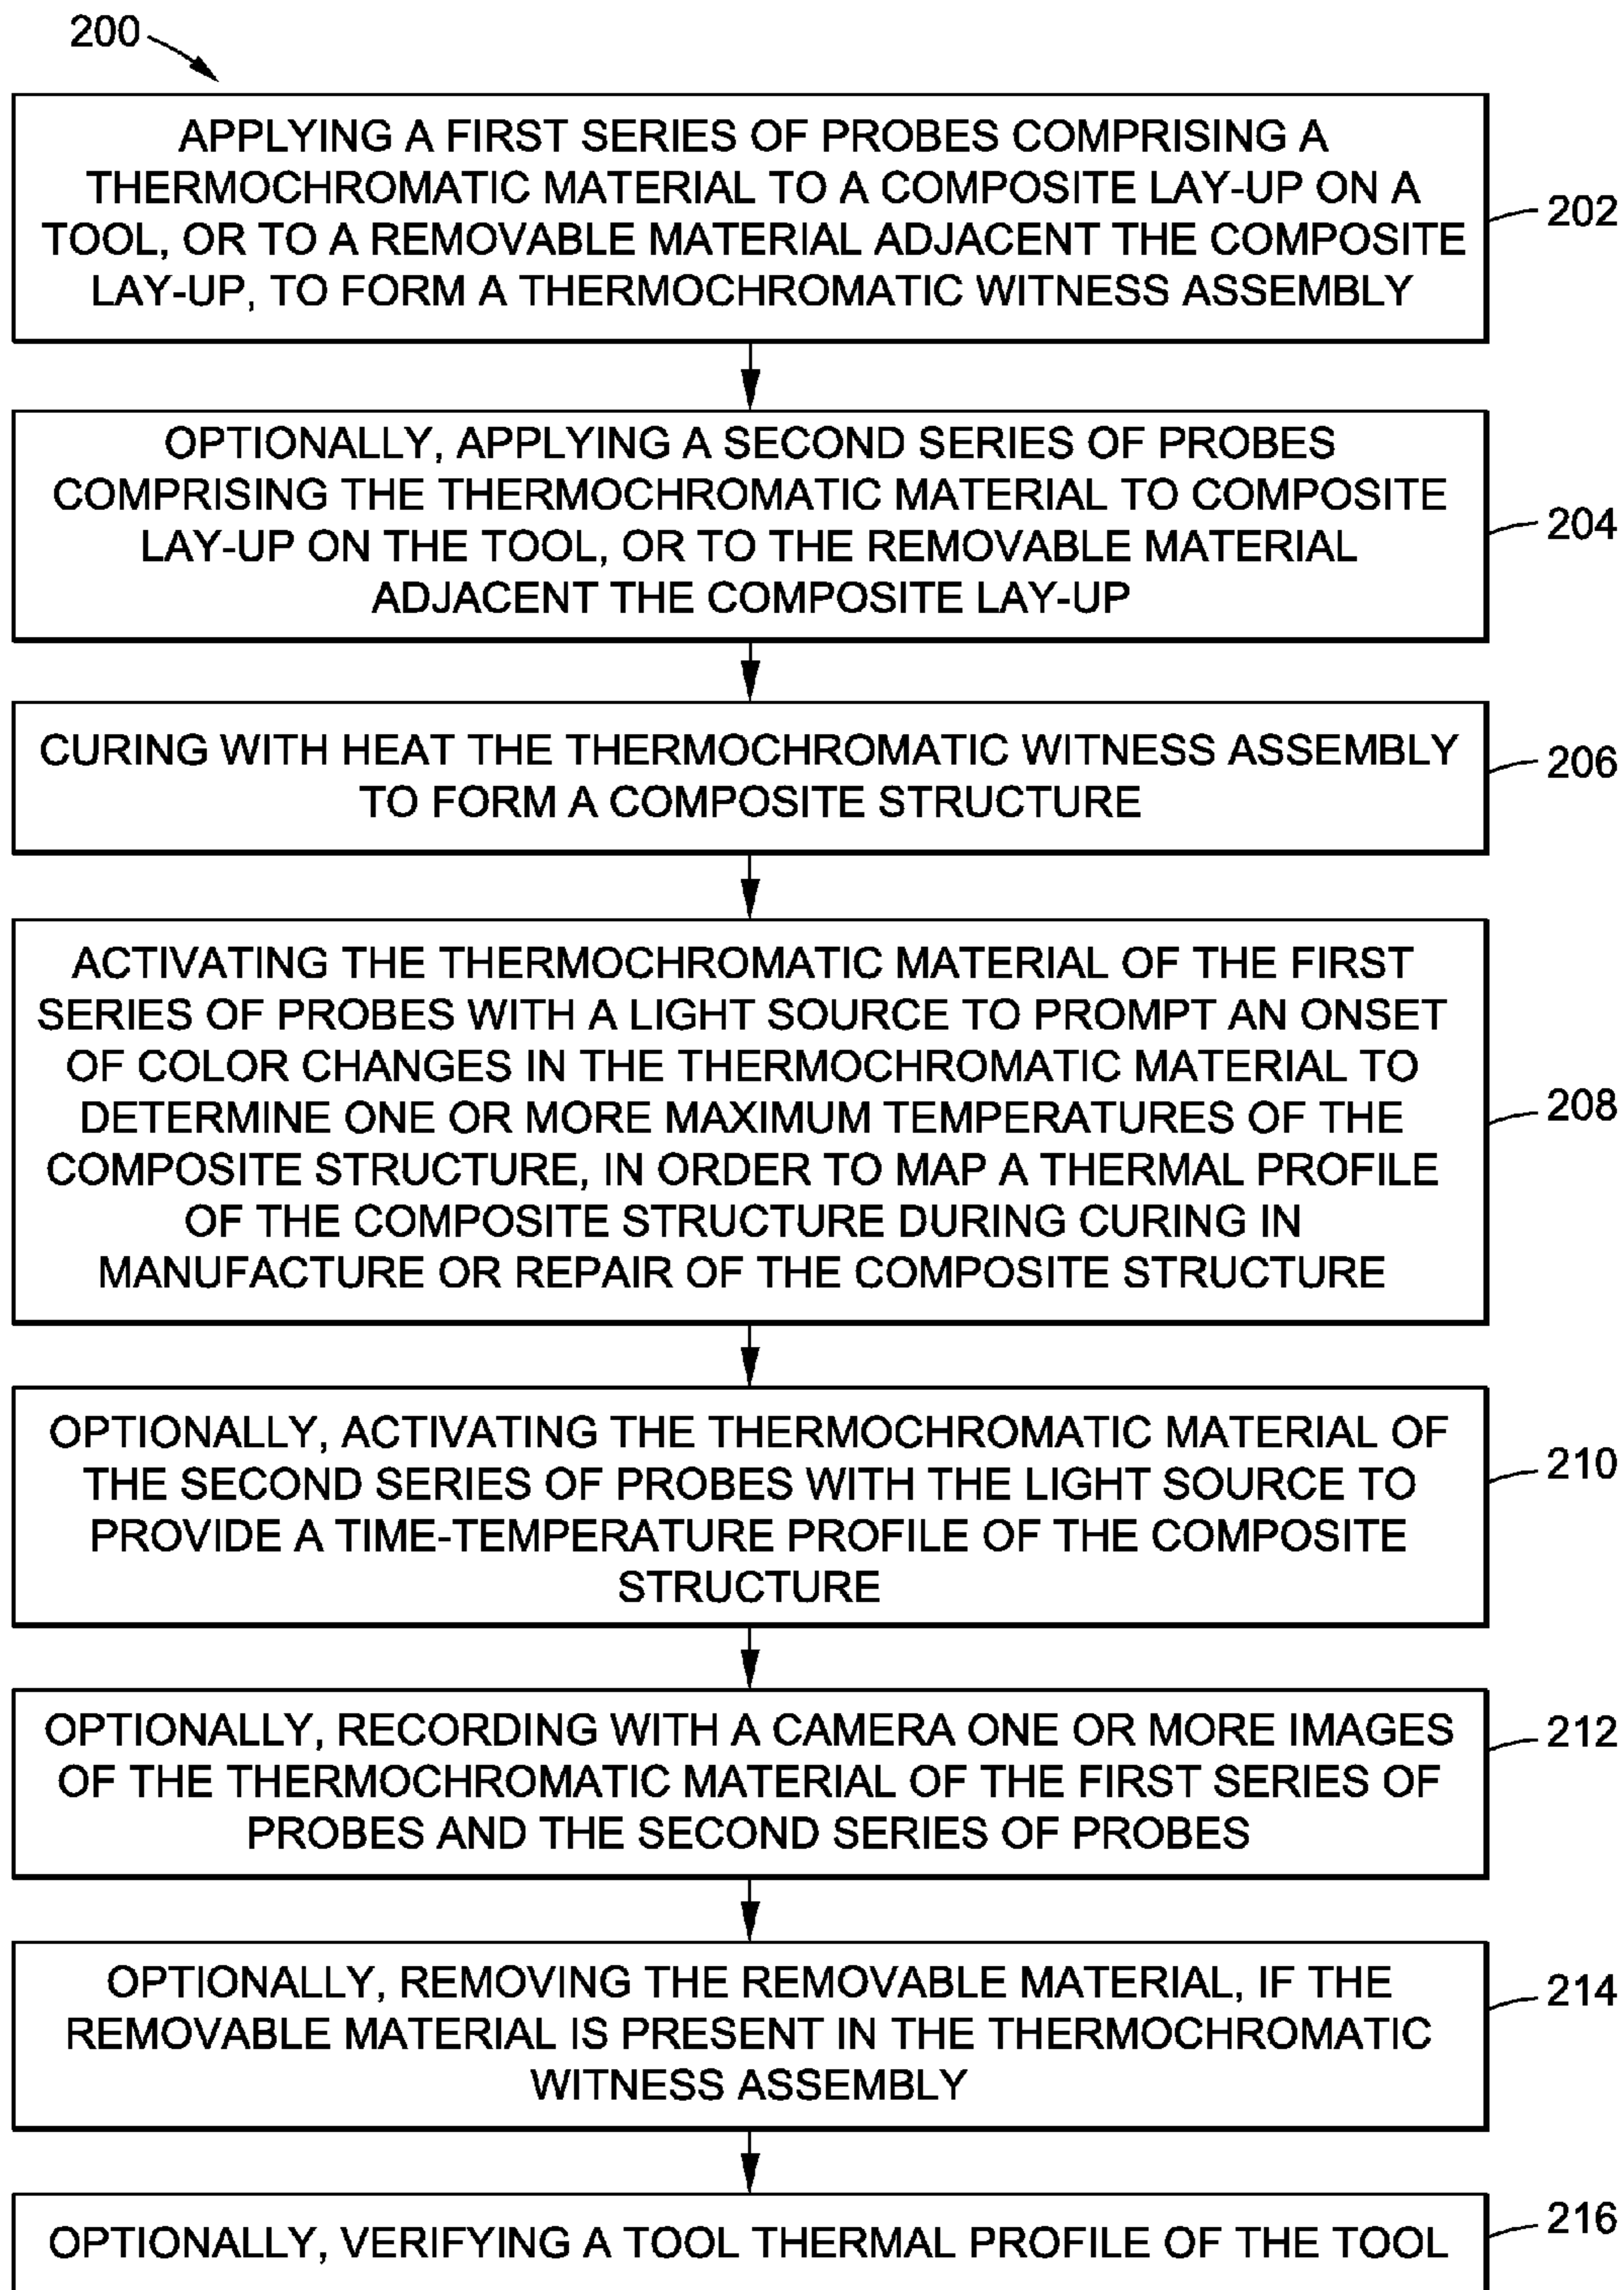 200
APPLYING A FIRST SERIES OF PROBES COMPRISING A
THERMOCHROMATIC MATERIAL TO A COMPOSITE LAY-UP ON A
TOOL, OR TO A REMOVABLE MATERIAL ADJACENT THE COMPOSITE
LAY-UP, TO FORM A THERMOCHROMATIC WITNESS ASSEMBLY
202
OPTIONALLY, APPLYING A SECOND SERIES OF PROBES
COMPRISING THE THERMOCHROMATIC MATERIAL TO COMPOSITE
LAY-UP ON THE TOOL, OR TO THE REMOVABLE MATERIAL
ADJACENT THE COMPOSITE LAY-UP
204
CURING WITH HEAT THE THERMOCHROMATIC WITNESS ASSEMBLY
TO FORM A COMPOSITE STRUCTURE
206
ACTIVATING THE THERMOCHROMATIC MATERIAL OF THE FIRST
SERIES OF PROBES WITH A LIGHT SOURCE TO PROMPT AN ONSET
OF COLOR CHANGES IN THE THERMOCHROMATIC MATERIAL TO
DETERMINE ONE OR MORE MAXIMUM TEMPERATURES OF THE
COMPOSITE STRUCTURE, IN ORDER TO MAP A THERMAL PROFILE
OF THE COMPOSITE STRUCTURE DURING CURING IN
MANUFACTURE OR REPAIR OF THE COMPOSITE STRUCTURE
208
OPTIONALLY, ACTIVATING THE THERMOCHROMATIC MATERIAL OF
THE SECOND SERIES OF PROBES WITH THE LIGHT SOURCE TO
PROVIDE A TIME-TEMPERATURE PROFILE OF THE COMPOSITE
STRUCTURE
210
OPTIONALLY, RECORDING WITH A CAMERA ONE OR MORE IMAGES
OF THE THERMOCHROMATIC MATERIAL OF THE FIRST SERIES OF
PROBES AND THE SECOND SERIES OF PROBES
212
OPTIONALLY, REMOVING THE REMOVABLE MATERIAL, IF THE
REMOVABLE MATERIAL IS PRESENT IN THE THERMOCHROMATIC
WITNESS ASSEMBLY
214
OPTIONALLY, VERIFYING A TOOL THERMAL PROFILE OF THE TOOL
216